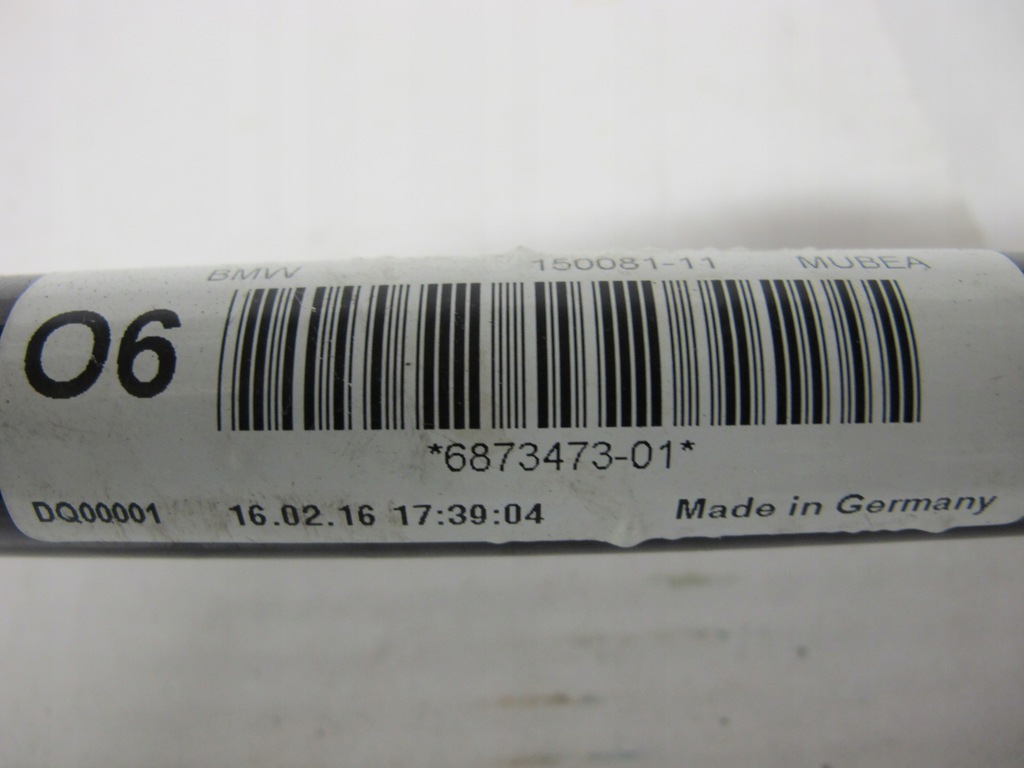 BMW 150081-11 MUBEA
O6
*6873473-01*
DQ00001 16.02.16 17:39:04 Made in Germany